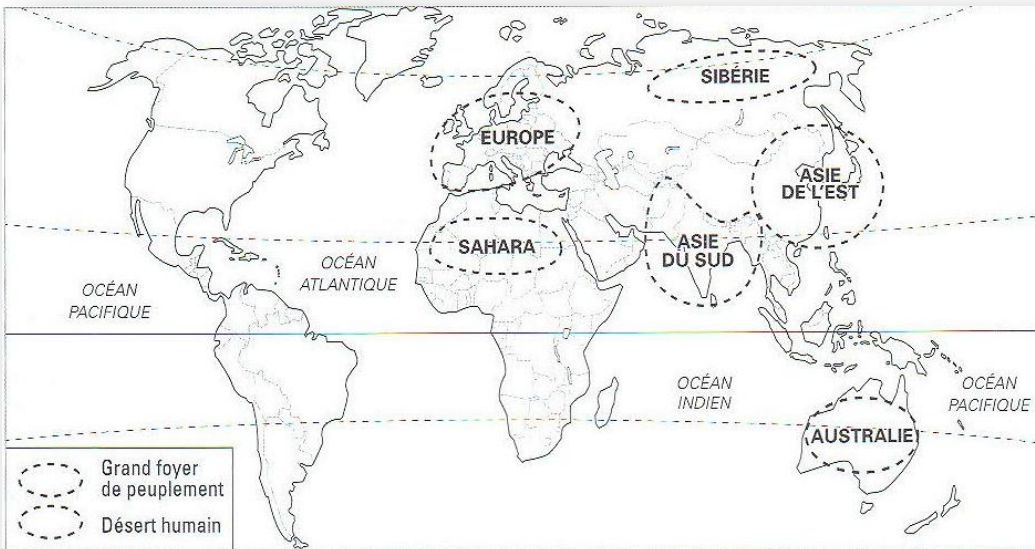 SIBÉRIE
EUROPE
ASIE
DE L'EST
SAHARA
ASIE
DU SUD
OCÉAN
ATLANTIQUE
OCÉAN
PACIFIQUE
OCÉAN
INDIEN
OCÉAN
PACIFIQUE
AUSTRALIE
Grand foyer
de peuplement
Désert humain